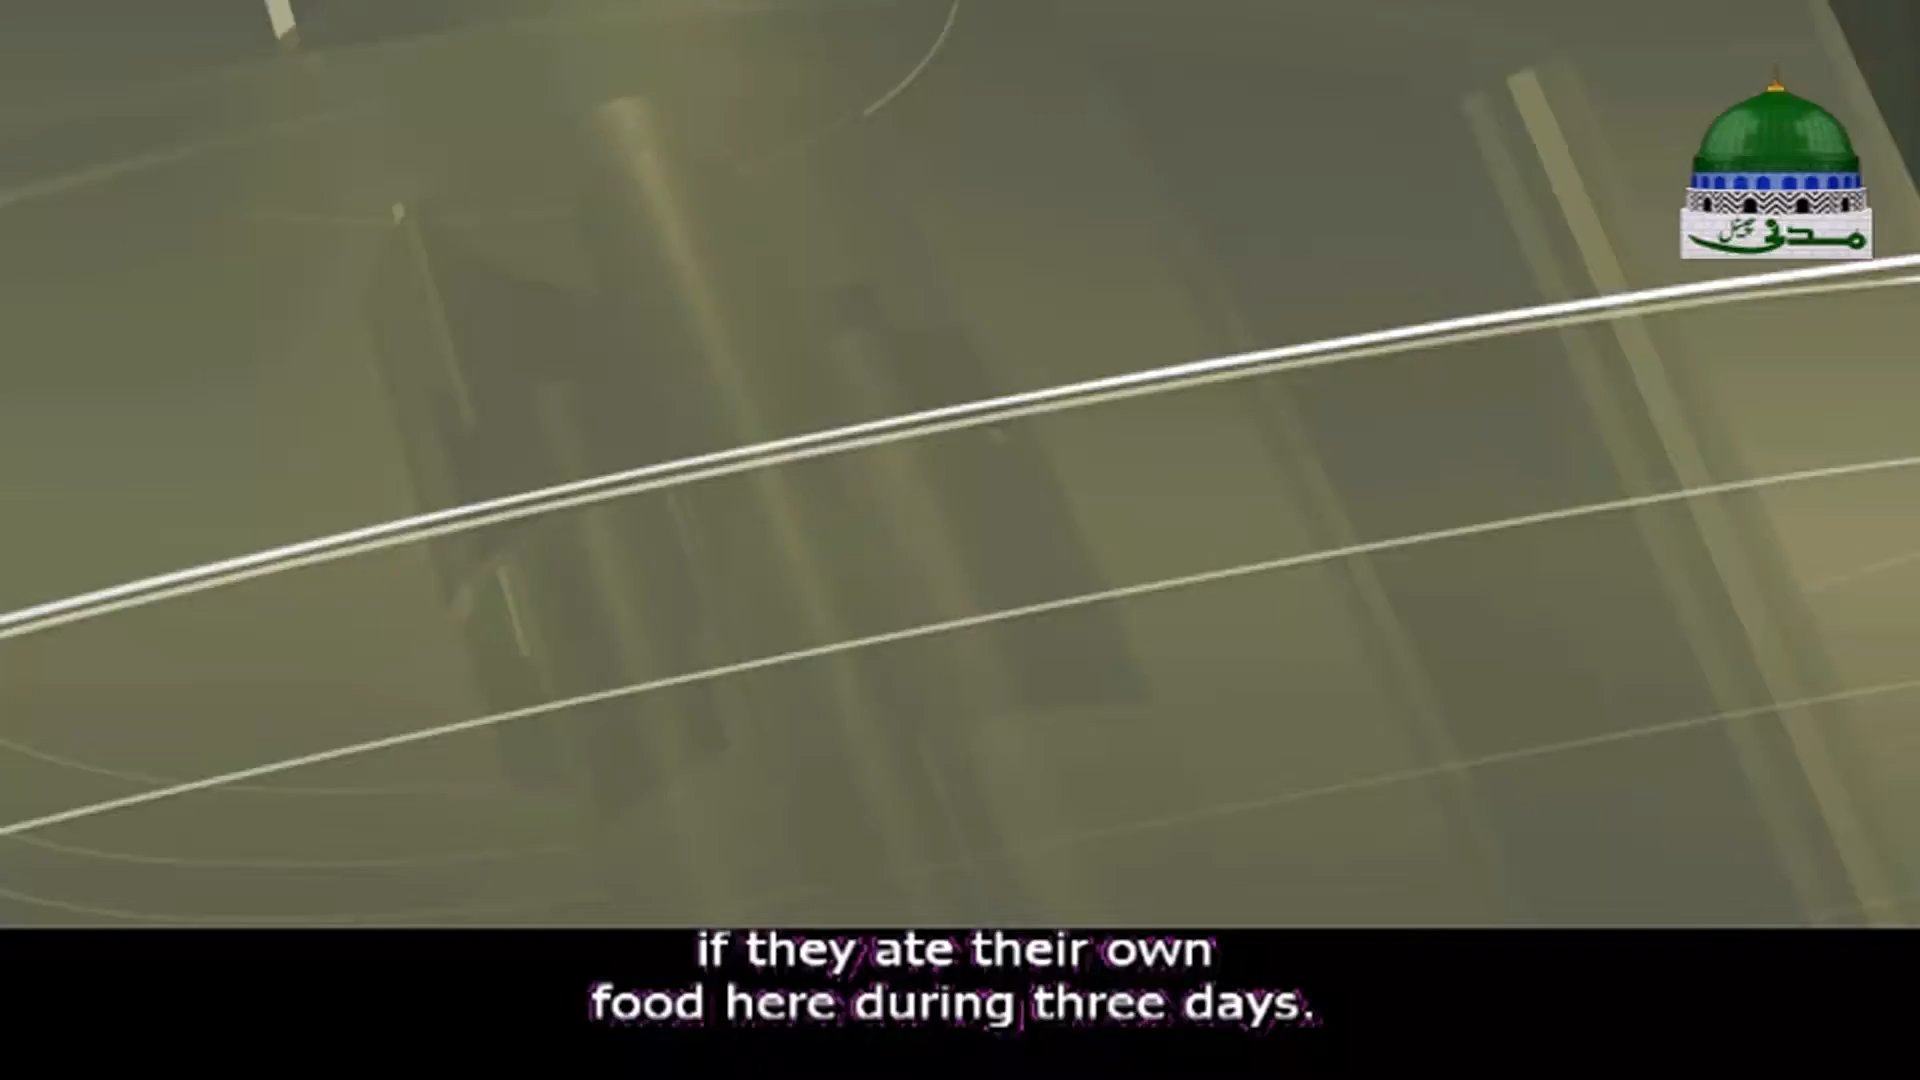 مدنی چینل
if they ate their own
food here during three days.